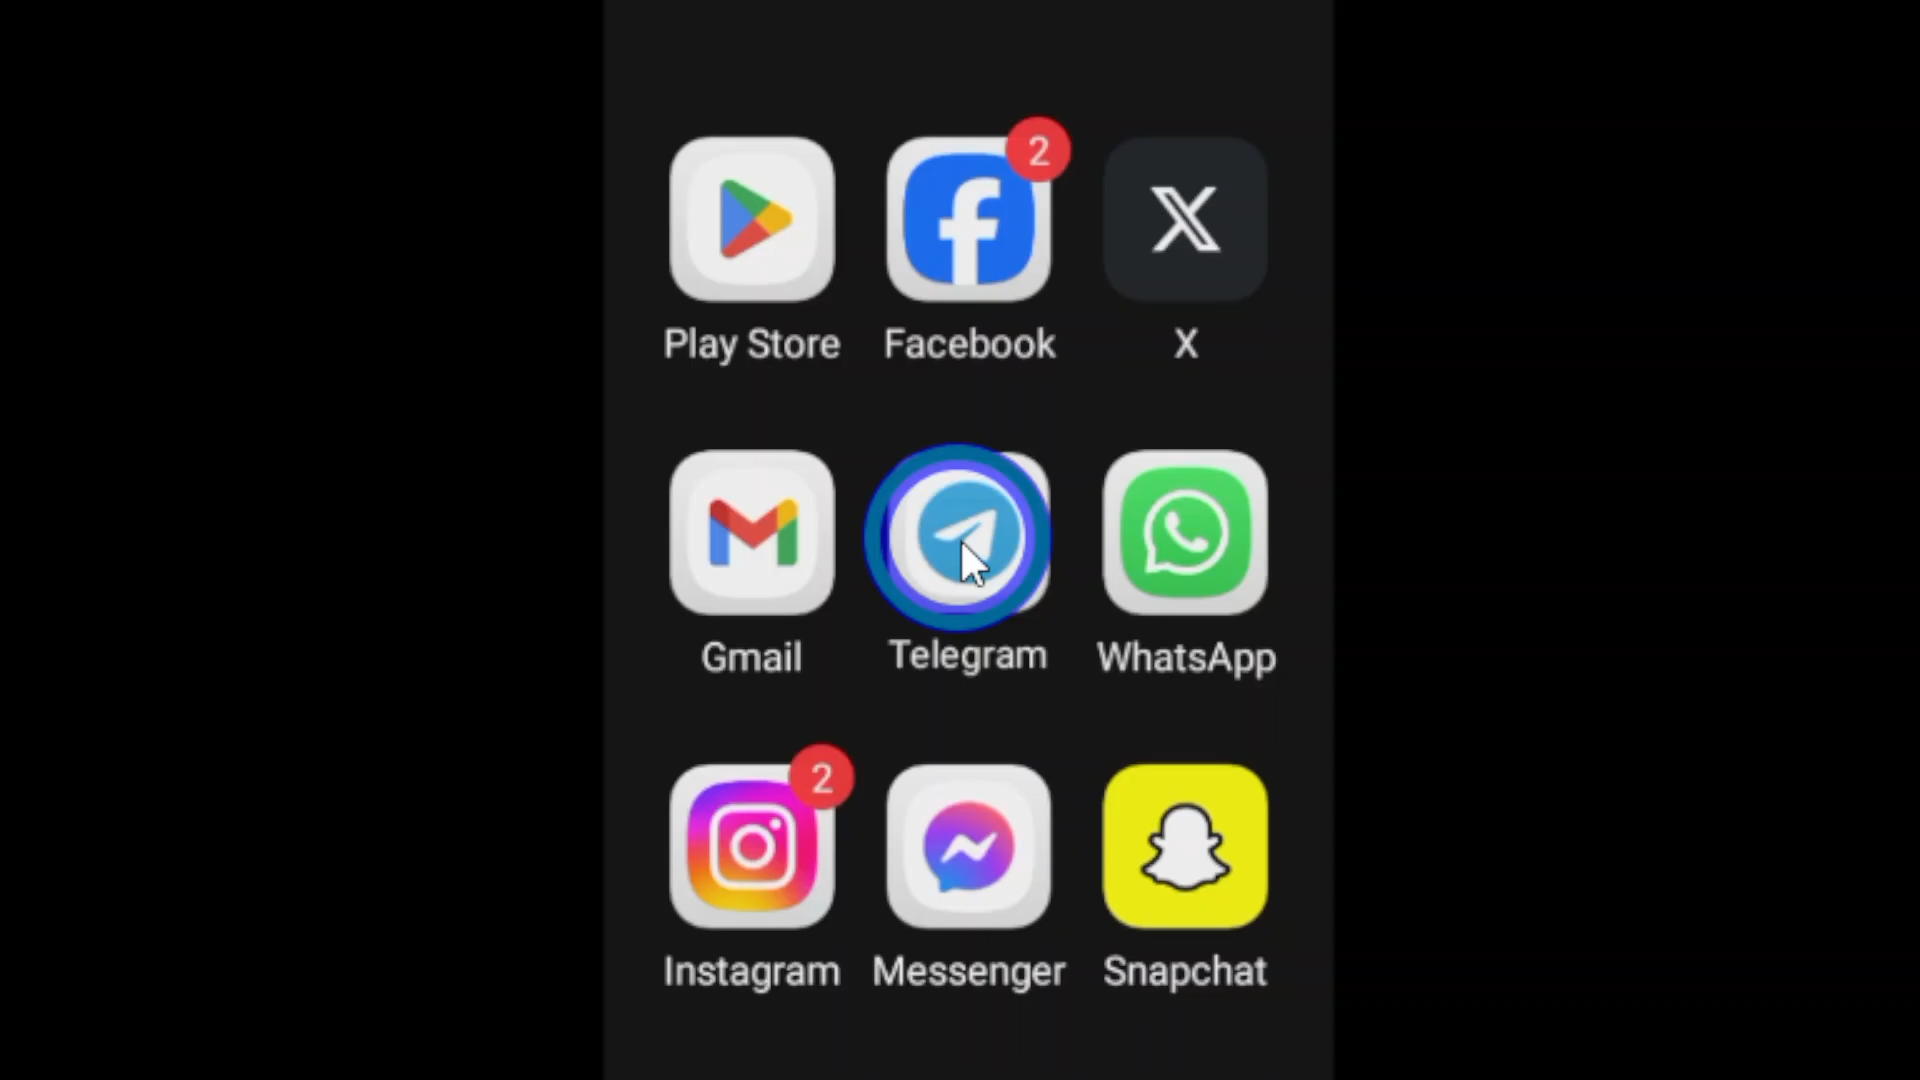 2
Play Store Facebook X
Gmail Telegram WhatsApp
2
Instagram Messenger Snapchat